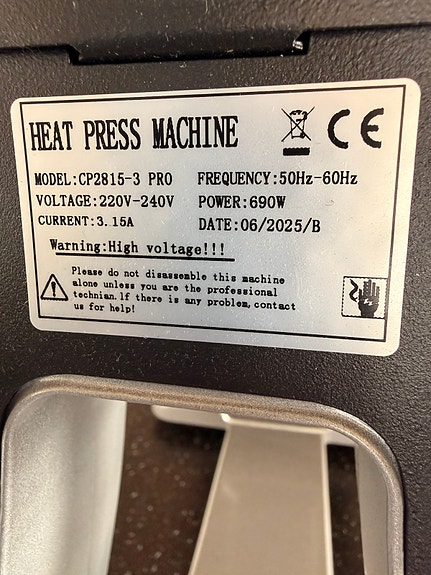 HEAT PRESS MACHINE CE
MODEL:CP2815-3 PRO FREQUENCY:50Hz-60Hz
VOLTAGE:220V-240V POWER:690W
CURRENT:3.15A DATE:06/2025/B
Warning:High voltage!!!
Please do not disassemble this machine
alone unless you are the professional
technian.If there is any problem,contact
us for help!